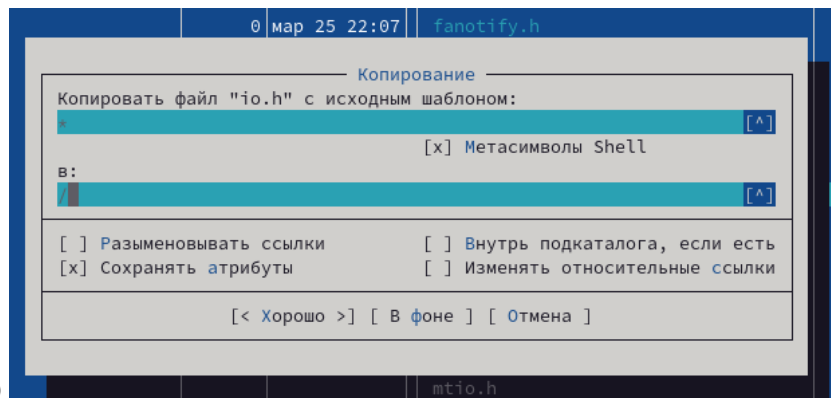 0 мар 25 22:07 fanotify.h
Копирование
Копировать файл "io.h" с исходным шаблоном:
* [^]
[x] Метасимволы Shell
в:
/ [^]
[ ] Разыменовывать ссылки [ ] Внутрь подкаталога, если есть
[x] Сохранять атрибуты [ ] Изменять относительные ссылки
[< Хорошо >] [ В фоне ] [ Отмена ]
mtio.h